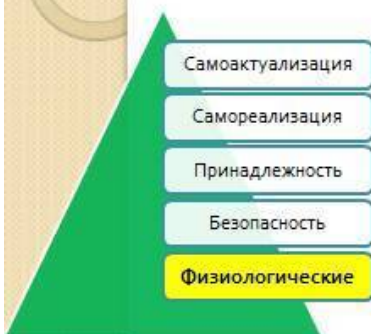 Самоактуализация
Самореализация
Принадлежность
Безопасность
Физиологические